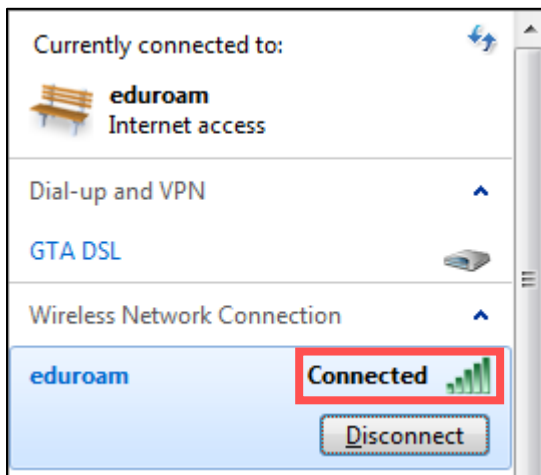 Currently connected to:
eduroam
Internet access
Dial-up and VPN
GTA DSL
Wireless Network Connection
eduroam Connected
Disconnect